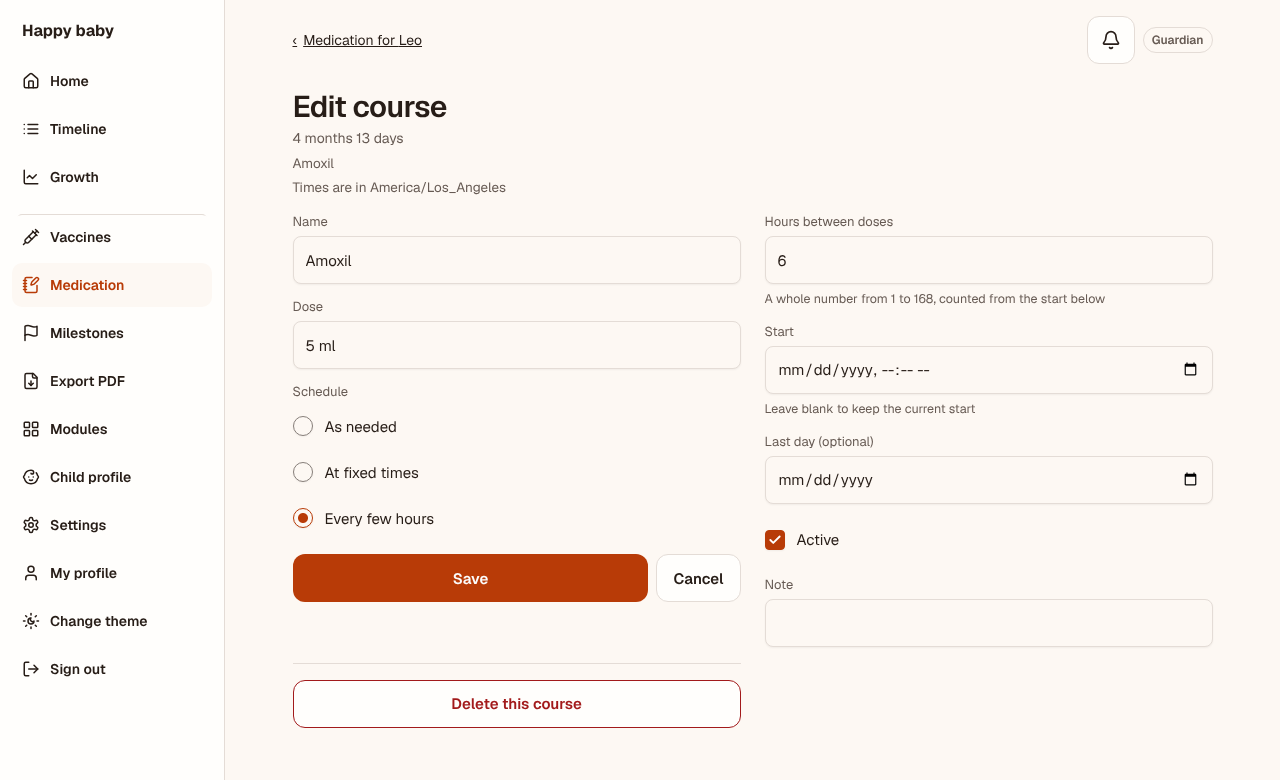 Happy baby
Home
Timeline
Growth
Vaccines
Medication
Milestones
Export PDF
Modules
Child profile
Settings
My profile
Change theme
Sign out
‹ Medication for Leo
Guardian
Edit course
4 months 13 days
Amoxil
Times are in America/Los_Angeles
Name
Amoxil
Dose
5 ml
Schedule
As needed
At fixed times
Every few hours
Save
Cancel
Delete this course
Hours between doses
6
A whole number from 1 to 168, counted from the start below
Start
mm/dd/yyyy, --:-- --
Leave blank to keep the current start
Last day (optional)
mm/dd/yyyy
Active
Note